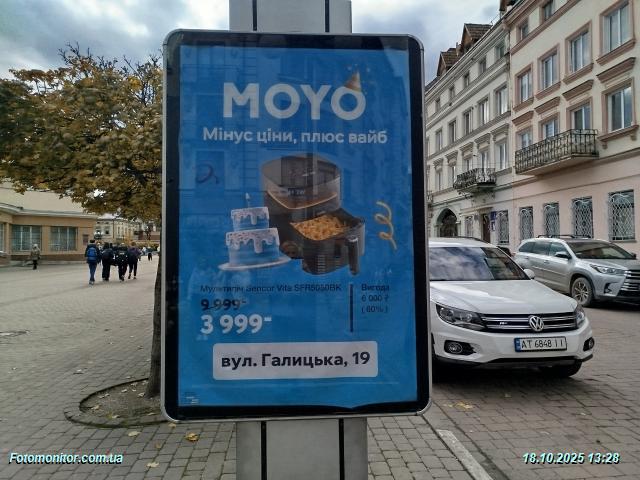 MOYO
Мінус ціни, плюс вайб
Мультипіч Sencor Vita SFR5050BK
9 999₴
3 999₴
Вигода
6 000 ₴
( 60% )
вул. Галицька, 19
AT 6848 II
Fotomonitor.com.ua
18.10.2025 13:28